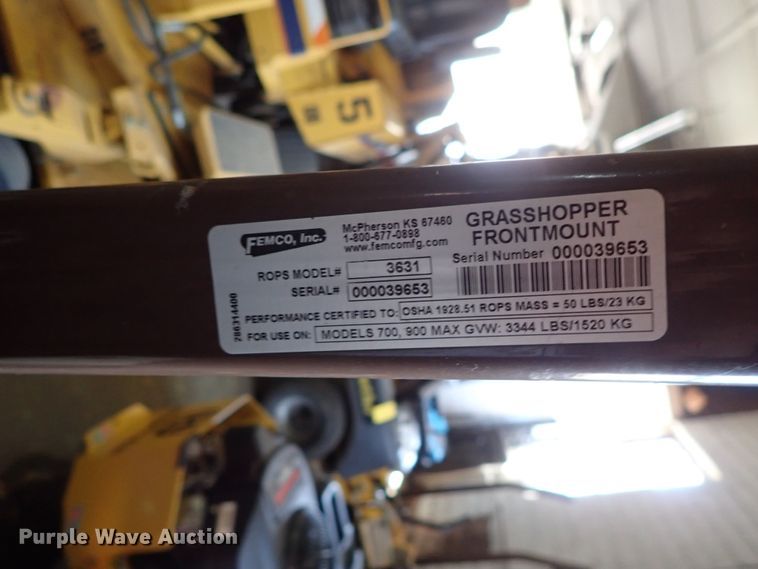 FEMCO, Inc.
McPherson KS 67460
1-800-677-0898
www.femcomfg.com
GRASSHOPPER
FRONTMOUNT
Serial Number 000039653
ROPS MODEL# 3631
SERIAL# 000039653
PERFORMANCE CERTIFIED TO: OSHA 1928.51 ROPS MASS = 50 LBS/23 KG
FOR USE ON: MODELS 700, 900 MAX GVW: 3344 LBS/1520 KG
286314400
5
Purple Wave Auction